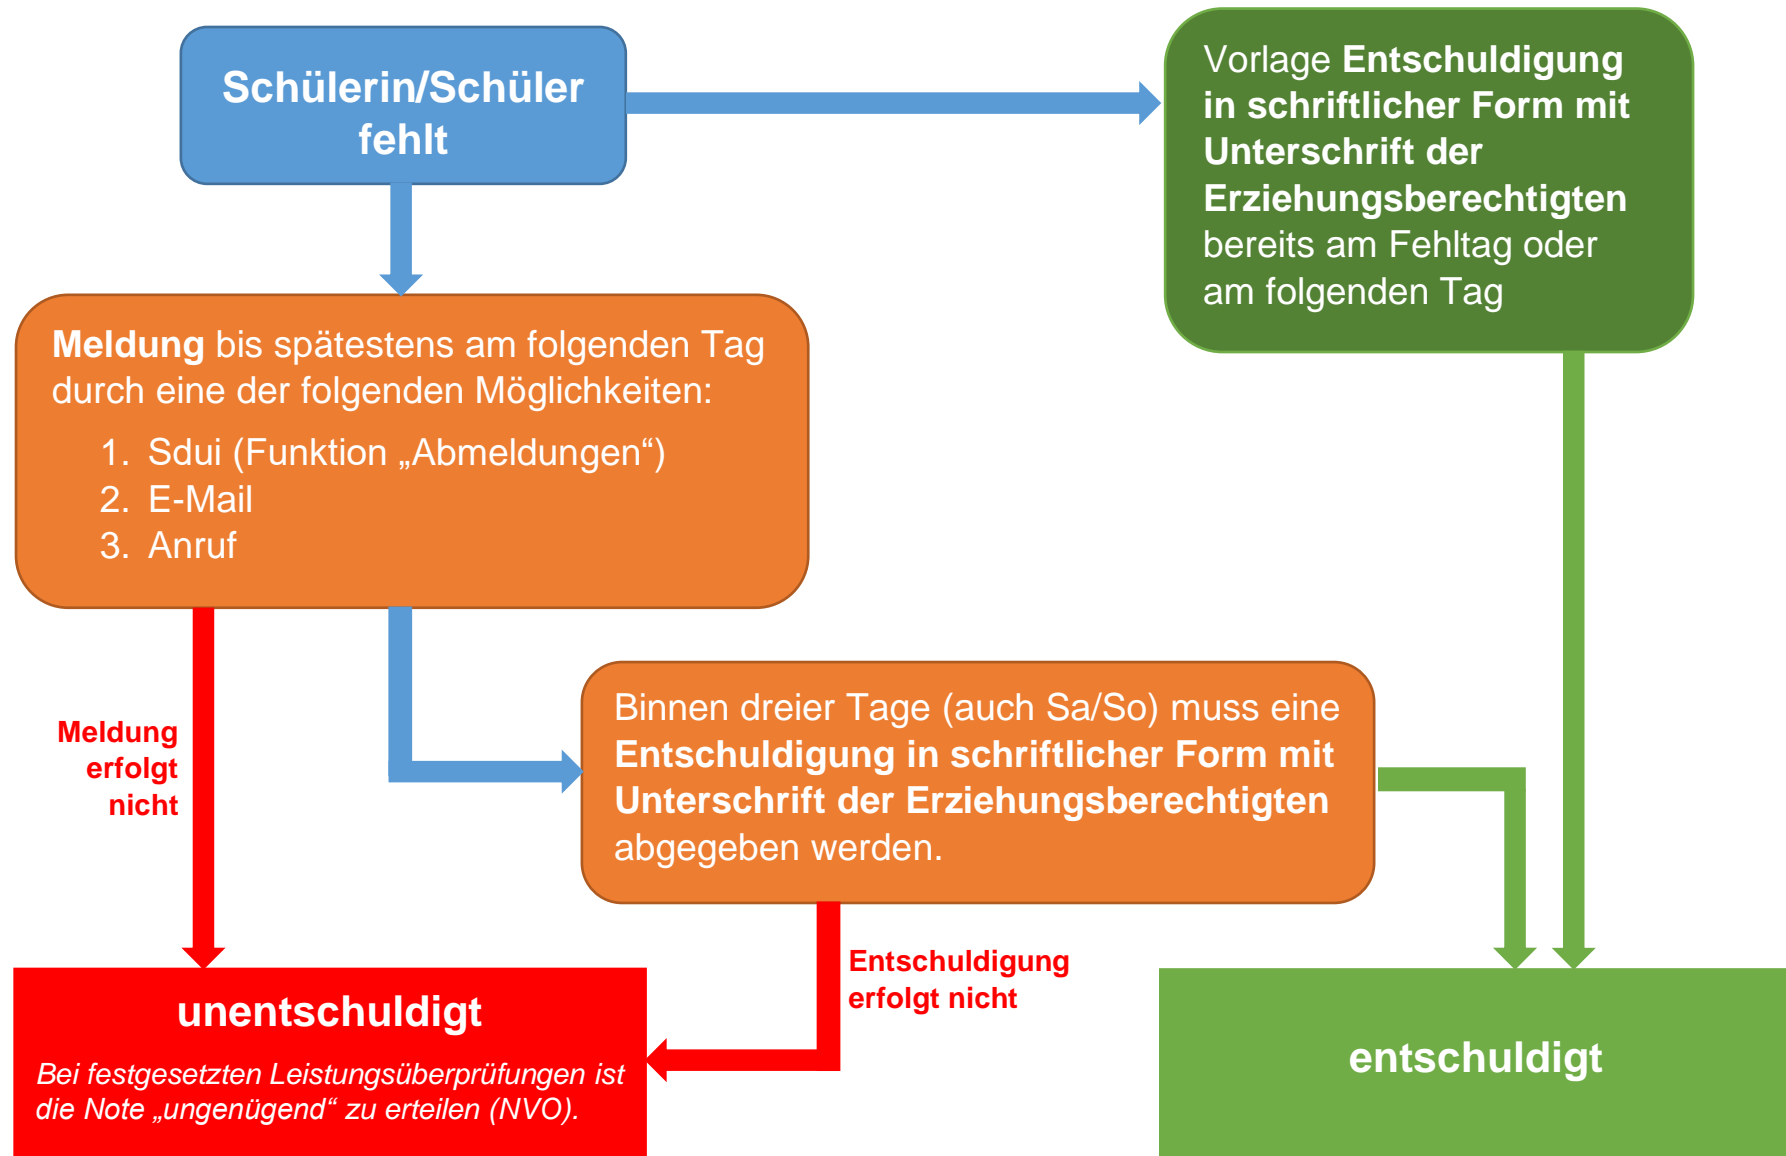 Schülerin/Schüler
fehlt
Vorlage Entschuldigung
in schriftlicher Form mit
Unterschrift der
Erziehungsberechtigten
bereits am Fehltag oder
am folgenden Tag
Meldung bis spätestens am folgenden Tag
durch eine der folgenden Möglichkeiten:
1. Sdui (Funktion „Abmeldungen“)
2. E-Mail
3. Anruf
Meldung
erfolgt
nicht
Binnen dreier Tage (auch Sa/So) muss eine
Entschuldigung in schriftlicher Form mit
Unterschrift der Erziehungsberechtigten
abgegeben werden.
Entschuldigung
erfolgt nicht
unentschuldigt
Bei festgesetzten Leistungsüberprüfungen ist
die Note „ungenügend“ zu erteilen (NVO).
entschuldigt